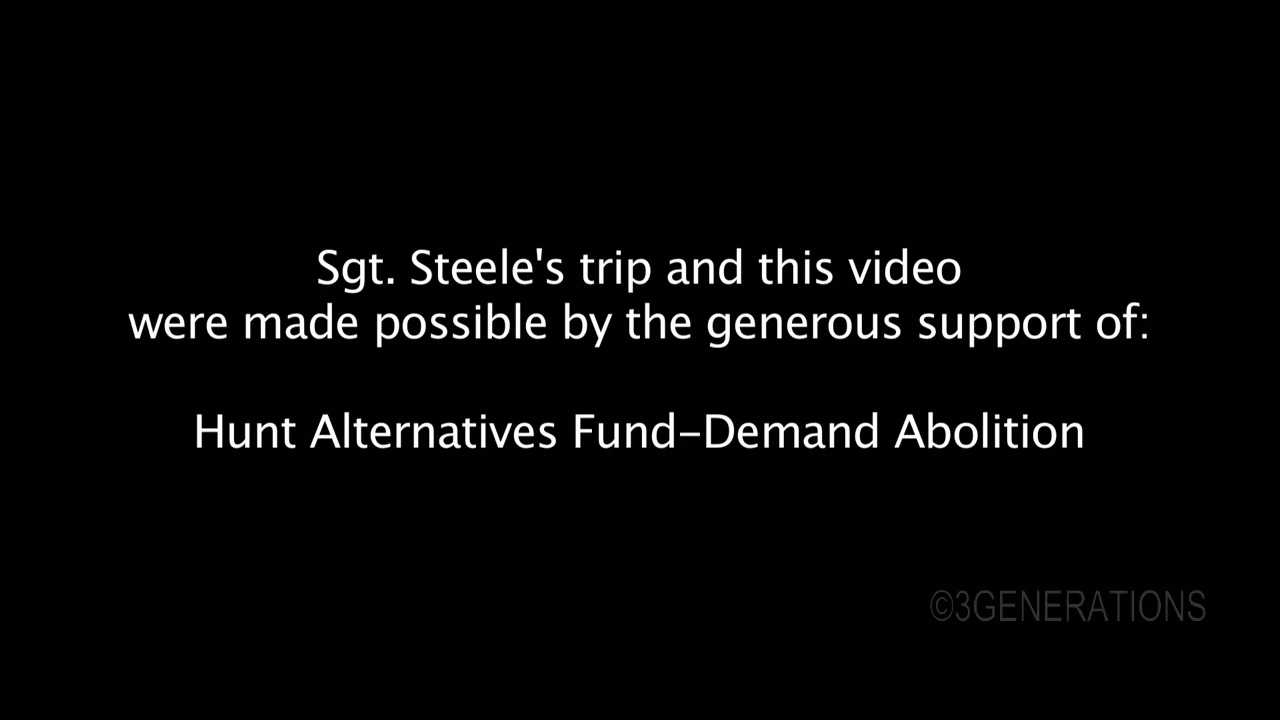 Sgt. Steele's trip and this video
were made possible by the generous support of:
Hunt Alternatives Fund–Demand Abolition
©3GENERATIONS